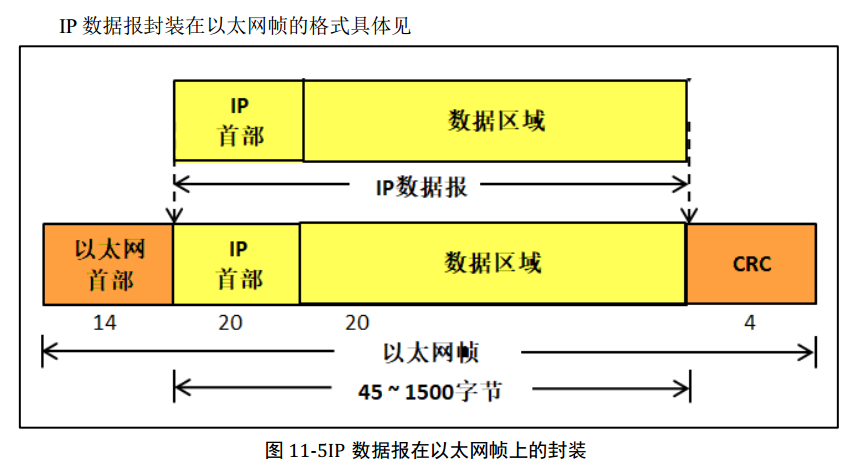 IP 数据报封装在以太网帧的格式具体见
IP
首部
数据区域
IP数据报
以太网
首部
IP
首部
数据区域
CRC
14
20
20
4
以太网帧
45 ~ 1500字节
图 11-5IP 数据报在以太网帧上的封装